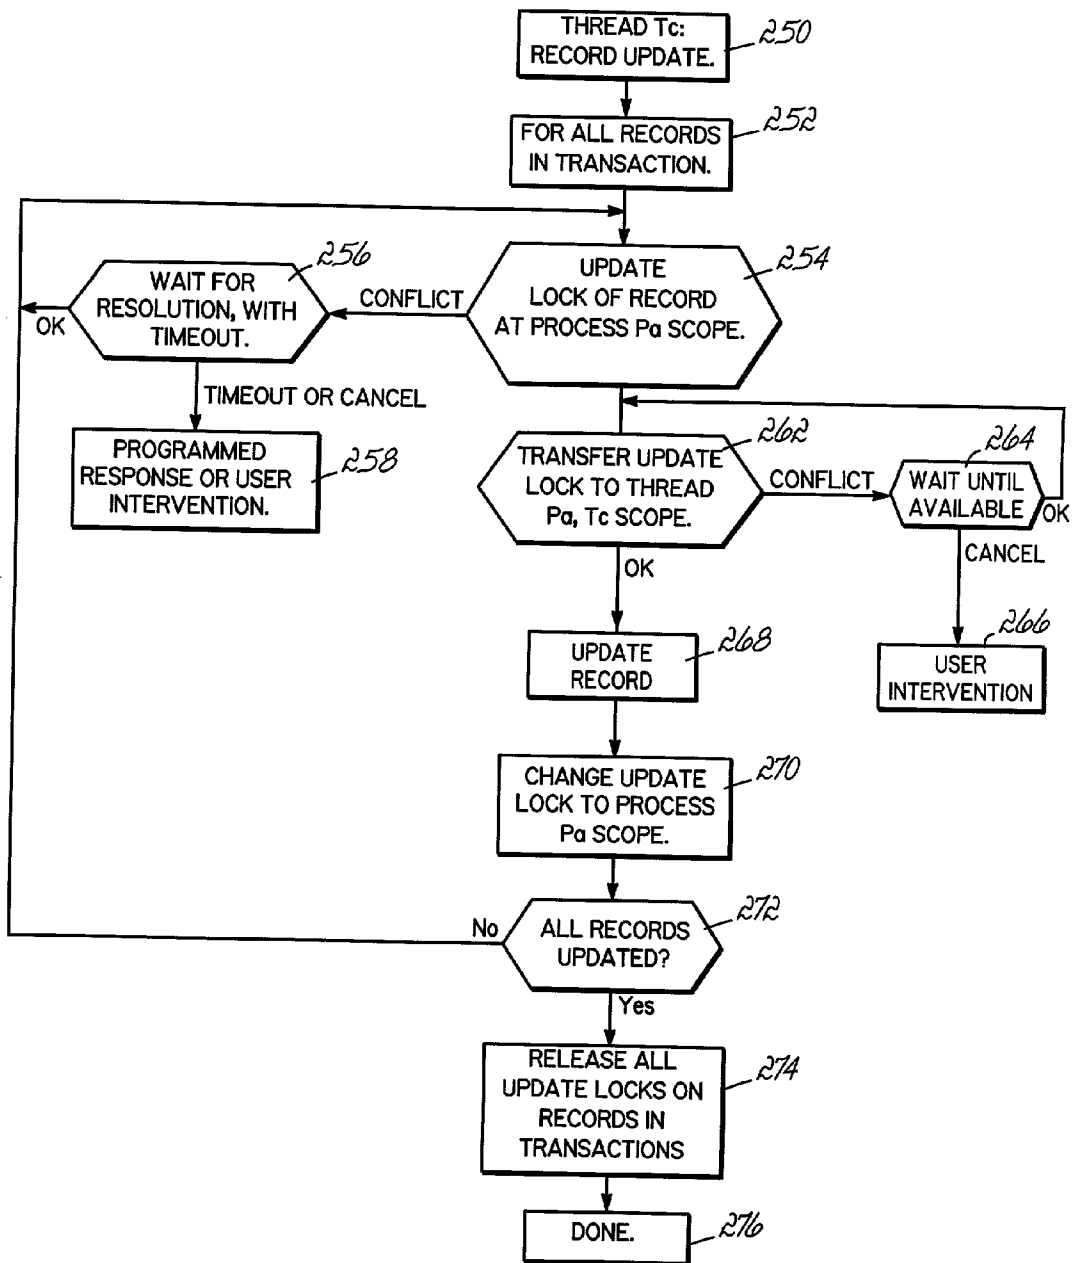 THREAD Tc:
RECORD UPDATE.
250
FOR ALL RECORDS
IN TRANSACTION.
252
UPDATE
LOCK OF RECORD
AT PROCESS Pa SCOPE.
254
CONFLICT
WAIT FOR
RESOLUTION, WITH
TIMEOUT.
256
OK
TIMEOUT OR CANCEL
PROGRAMMED
RESPONSE OR USER
INTERVENTION.
258
TRANSFER UPDATE
LOCK TO THREAD
Pa, Tc SCOPE.
262
CONFLICT
WAIT UNTIL
AVAILABLE
264
OK
CANCEL
USER
INTERVENTION
266
OK
UPDATE
RECORD
268
CHANGE UPDATE
LOCK TO PROCESS
Pa SCOPE.
270
ALL RECORDS
UPDATED?
272
No
Yes
RELEASE ALL
UPDATE LOCKS ON
RECORDS IN
TRANSACTIONS
274
DONE.
276